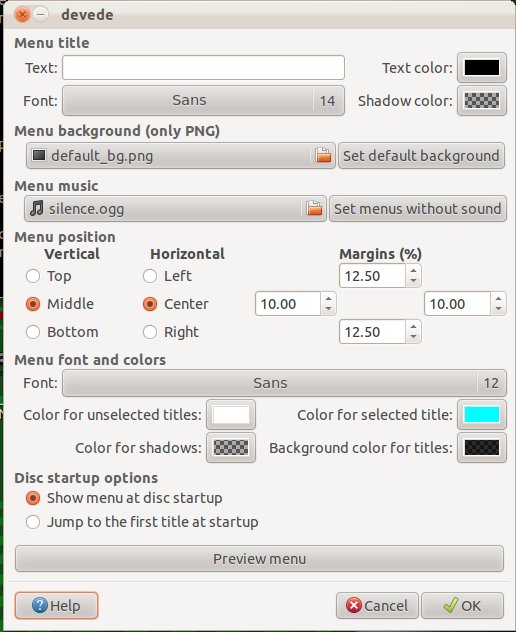 devede
Menu title
Text: Text color:
Font: Sans 14 Shadow color:
Menu background (only PNG)
default_bg.png Set default background
Menu music
silence.ogg Set menus without sound
Menu position
Vertical Horizontal Margins (%)
Top Left 12.50
Middle Center 10.00 10.00
Bottom Right 12.50
Menu font and colors
Font: Sans 12
Color for unselected titles: Color for selected title:
Color for shadows: Background color for titles:
Disc startup options
Show menu at disc startup
Jump to the first title at startup
Preview menu
Help Cancel OK